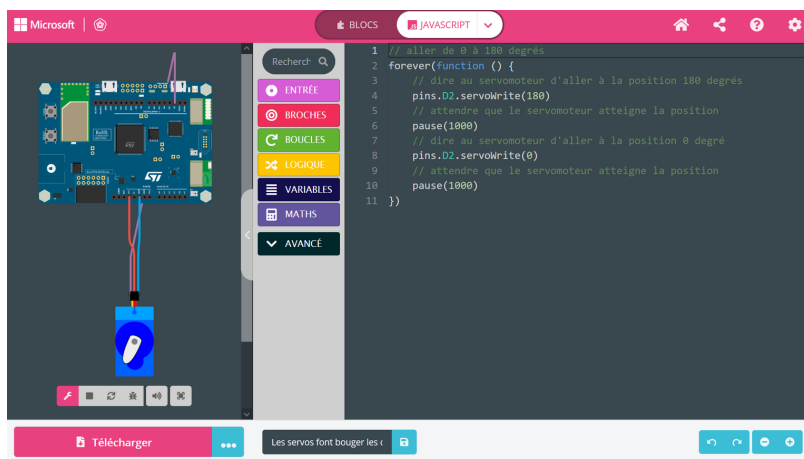 Microsoft
BLOCS
JAVASCRIPT
Recherch
ENTRÉE
BROCHES
BOUCLES
LOGIQUE
VARIABLES
MATHS
AVANCÉ
1 // aller de 0 à 180 degrés
2 forever(function () {
3 // dire au servomoteur d'aller à la position 180 degrés
4 pins.D2.servoWrite(180)
5 // attendre que le servomoteur atteigne la position
6 pause(1000)
7 // dire au servomoteur d'aller à la position 0 degré
8 pins.D2.servoWrite(0)
9 // attendre que le servomoteur atteigne la position
10 pause(1000)
11 })
Télécharger
Les servos font bouger les